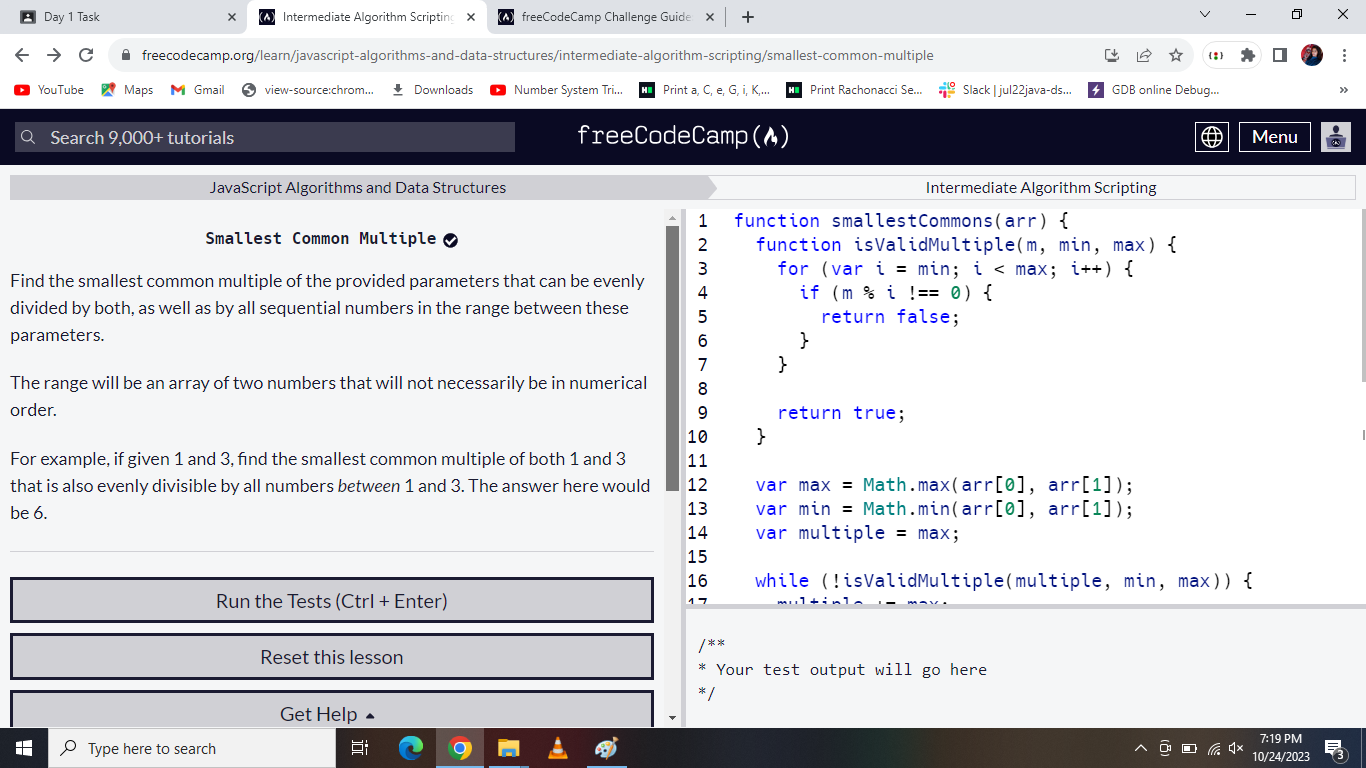 Day 1 Task
Intermediate Algorithm Scripting
freeCodeCamp Challenge Guide
freecodecamp.org/learn/javascript-algorithms-and-data-structures/intermediate-algorithm-scripting/smallest-common-multiple
YouTube Maps Gmail view-source:chrom... Downloads Number System Tri... Print a, C, e, G, i, K,... Print Rachonacci Se... Slack | jul22java-ds... GDB online Debug... »
Search 9,000+ tutorials
freeCodeCamp
Menu
JavaScript Algorithms and Data Structures
Intermediate Algorithm Scripting
Smallest Common Multiple
Find the smallest common multiple of the provided parameters that can be evenly
divided by both, as well as by all sequential numbers in the range between these
parameters.
The range will be an array of two numbers that will not necessarily be in numerical
order.
For example, if given 1 and 3, find the smallest common multiple of both 1 and 3
that is also evenly divisible by all numbers between 1 and 3. The answer here would
be 6.
Run the Tests (Ctrl + Enter)
Reset this lesson
Get Help
1 function smallestCommons(arr) {
2 function isValidMultiple(m, min, max) {
3 for (var i = min; i < max; i++) {
4 if (m % i !== 0) {
5 return false;
6 }
7 }
8
9 return true;
10 }
11
12 var max = Math.max(arr[0], arr[1]);
13 var min = Math.min(arr[0], arr[1]);
14 var multiple = max;
15
16 while (!isValidMultiple(multiple, min, max)) {
17 multiple += max;
/**
* Your test output will go here
*/
Type here to search
7:19 PM
10/24/2023
3